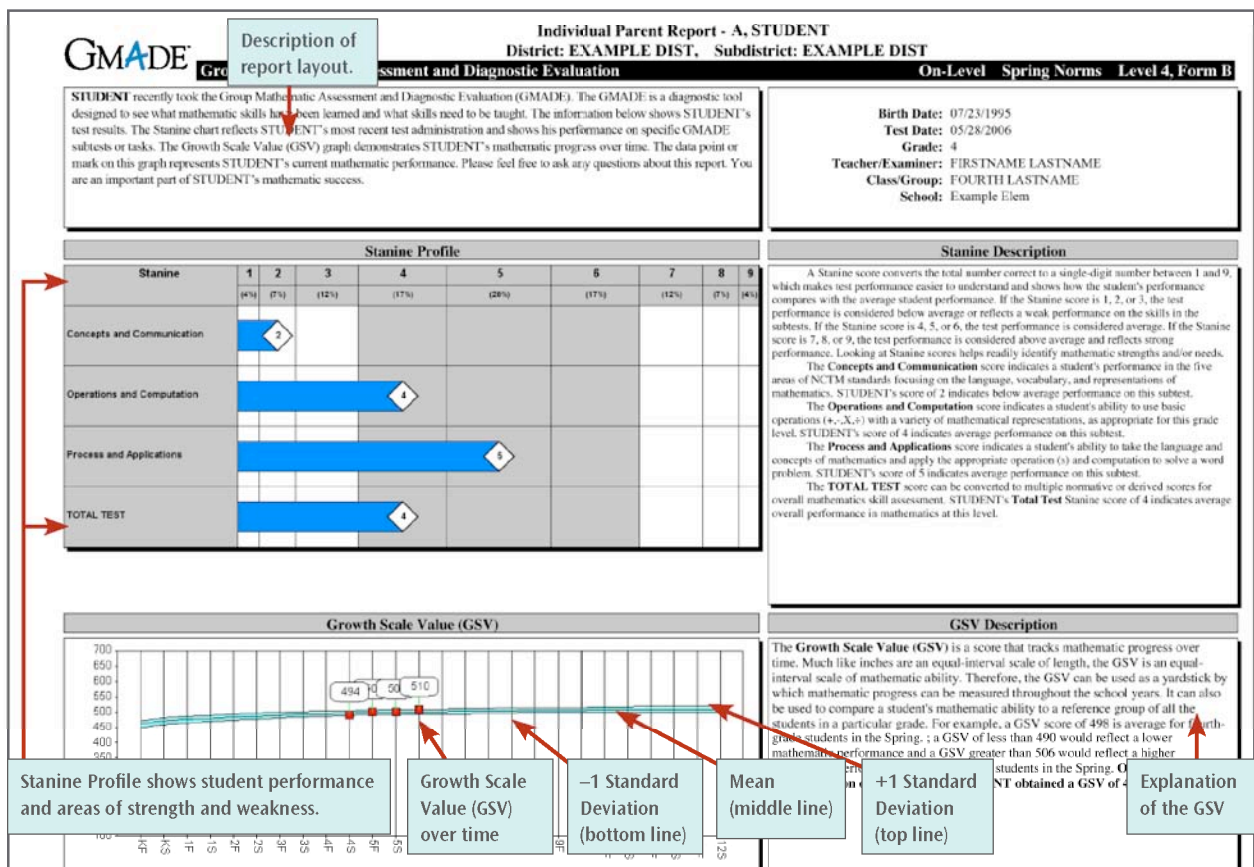 GMADE
Description of
report layout.
Individual Parent Report - A, STUDENT
District: EXAMPLE DIST, Subdistrict: EXAMPLE DIST
Gro ssment and Diagnostic Evaluation On-Level Spring Norms Level 4, Form B
STUDENT recently took the Group Mathematic Assessment and Diagnostic Evaluation (GMADE). The GMADE is a diagnostic tool
designed to see what mathematic skills have been learned and what skills need to be taught. The information below shows STUDENT's
test results. The Stanine chart reflects STUDENT's most recent test administration and shows his performance on specific GMADE
subtests or tasks. The Growth Scale Value (GSV) graph demonstrates STUDENT's mathematic progress over time. The data point or
mark on this graph represents STUDENT's current mathematic performance. Please feel free to ask any questions about this report. You
are an important part of STUDENT's mathematic success.
Birth Date: 07/23/1995
Test Date: 05/28/2006
Grade: 4
Teacher/Examiner: FIRSTNAME LASTNAME
Class/Group: FOURTH LASTNAME
School: Example Elem
Stanine Profile
Stanine 1 2 3 4 5 6 7 8 9
(4%) (7%) (12%) (17%) (20%) (17%) (12%) (7%) (4%)
Concepts and Communication 2
Operations and Computation 4
Process and Applications 5
TOTAL TEST 4
Stanine Description
A Stanine score converts the total number correct to a single-digit number between 1 and 9,
which makes test performance easier to understand and shows how the student's performance
compares with the average student performance. If the Stanine score is 1, 2, or 3, the test
performance is considered below average or reflects a weak performance on the skills in the
subtests. If the Stanine score is 4, 5, or 6, the test performance is considered average. If the Stanine
score is 7, 8, or 9, the test performance is considered above average and reflects strong
performance. Looking at Stanine scores helps readily identify mathematic strengths and/or needs.
The Concepts and Communication score indicates a student's performance in the five
areas of NCTM standards focusing on the language, vocabulary, and representations of
mathematics. STUDENT's score of 2 indicates below average performance on this subtest.
The Operations and Computation score indicates a student's ability to use basic
operations (+,-,X,÷) with a variety of mathematical representations, as appropriate for this grade
level. STUDENT's score of 4 indicates average performance on this subtest.
The Process and Applications score indicates a student's ability to take the language and
concepts of mathematics and apply the appropriate operation (s) and computation to solve a word
problem. STUDENT's score of 5 indicates average performance on this subtest.
The TOTAL TEST score can be converted to multiple normative or derived scores for
overall mathematics skill assessment. STUDENT's Total Test Stanine score of 4 indicates average
overall performance in mathematics at this level.
Growth Scale Value (GSV)
700
650
600
550
500
450
400
494 50 510
KF KS 1F 1S 2F 2S 3F 3S 4F 4S 5F 5S 9F 12S
GSV Description
The Growth Scale Value (GSV) is a score that tracks mathematic progress over
time. Much like inches are an equal-interval scale of length, the GSV is an equal-
interval scale of mathematic ability. Therefore, the GSV can be used as a yardstick by
which mathematic progress can be measured throughout the school years. It can also
be used to compare a student's mathematic ability to a reference group of all the
students in a particular grade. For example, a GSV score of 498 is average for fourth-
grade students in the Spring. ; a GSV of less than 490 would reflect a lower
mathematic performance and a GSV greater than 506 would reflect a higher
students in the Spring.
NT obtained a GSV of 4
Stanine Profile shows student performance
and areas of strength and weakness.
Growth Scale
Value (GSV)
over time
–1 Standard
Deviation
(bottom line)
Mean
(middle line)
+1 Standard
Deviation
(top line)
Explanation
of the GSV